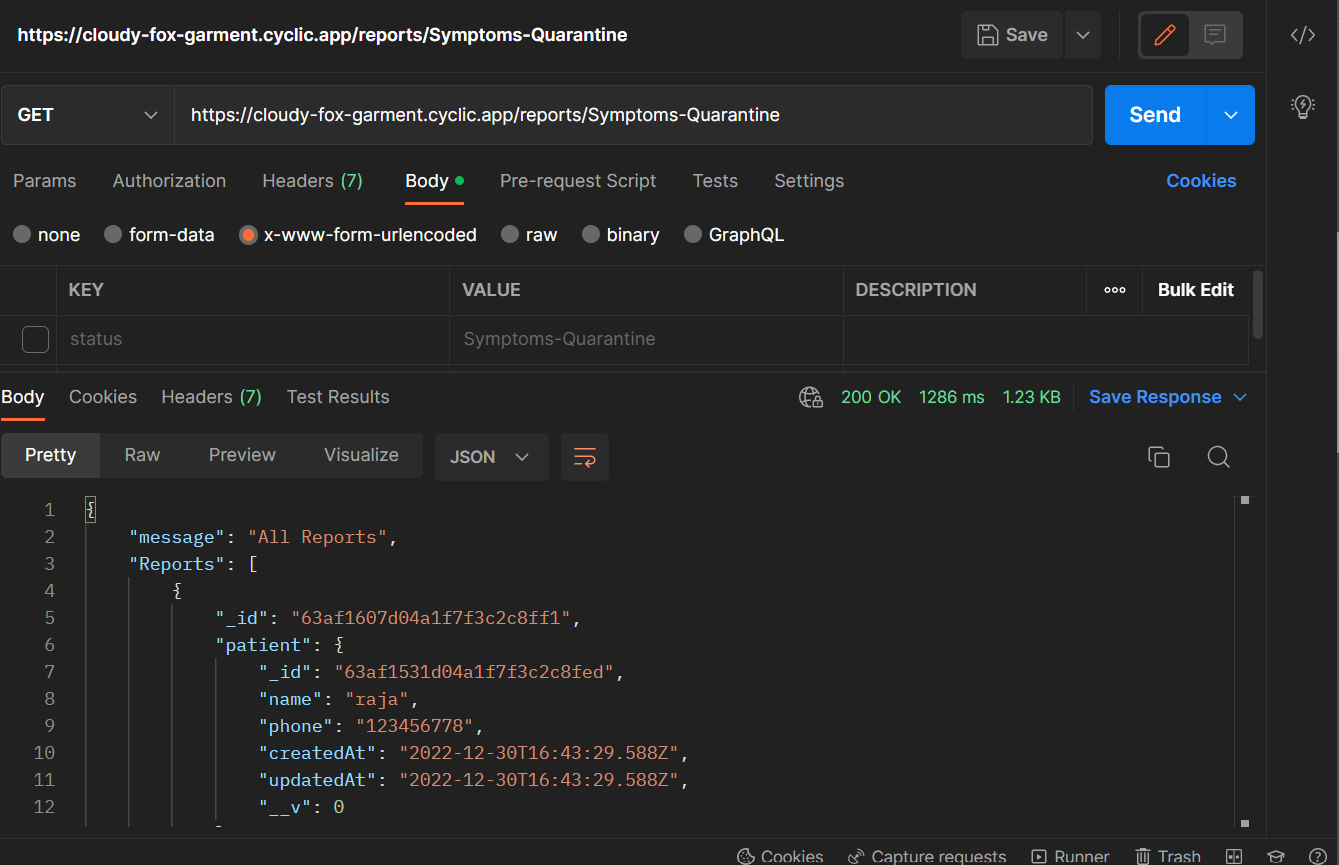 https://cloudy-fox-garment.cyclic.app/reports/Symptoms-Quarantine Save
GET https://cloudy-fox-garment.cyclic.app/reports/Symptoms-Quarantine Send
Params Authorization Headers (7) Body Pre-request Script Tests Settings Cookies
none form-data x-www-form-urlencoded raw binary GraphQL
KEY VALUE DESCRIPTION Bulk Edit
status Symptoms-Quarantine
Body Cookies Headers (7) Test Results 200 OK 1286 ms 1.23 KB Save Response
Pretty Raw Preview Visualize JSON
1 {
2 "message": "All Reports",
3 "Reports": [
4 {
5 "_id": "63af1607d04a1f7f3c2c8ff1",
6 "patient": {
7 "_id": "63af1531d04a1f7f3c2c8fed",
8 "name": "raja",
9 "phone": "123456778",
10 "createdAt": "2022-12-30T16:43:29.588Z",
11 "updatedAt": "2022-12-30T16:43:29.588Z",
12 "__v": 0
Cookies Capture requests Runner Trash